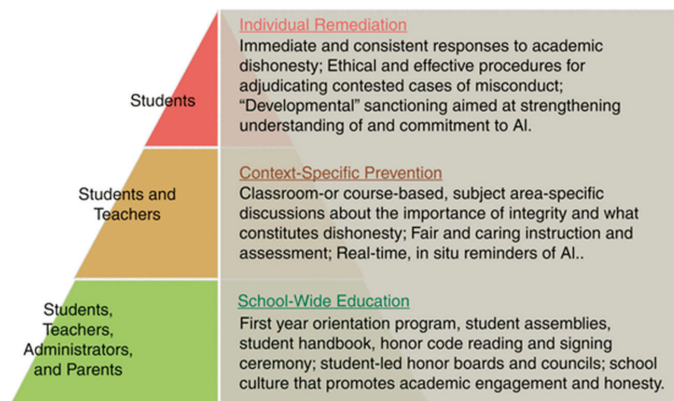 Students
Individual Remediation
Immediate and consistent responses to academic
dishonesty; Ethical and effective procedures for
adjudicating contested cases of misconduct;
“Developmental” sanctioning aimed at strengthening
understanding of and commitment to AI.
Students and
Teachers
Context-Specific Prevention
Classroom-or course-based, subject area-specific
discussions about the importance of integrity and what
constitutes dishonesty; Fair and caring instruction and
assessment; Real-time, in situ reminders of AI..
Students,
Teachers,
Administrators,
and Parents
School-Wide Education
First year orientation program, student assemblies,
student handbook, honor code reading and signing
ceremony; student-led honor boards and councils; school
culture that promotes academic engagement and honesty.